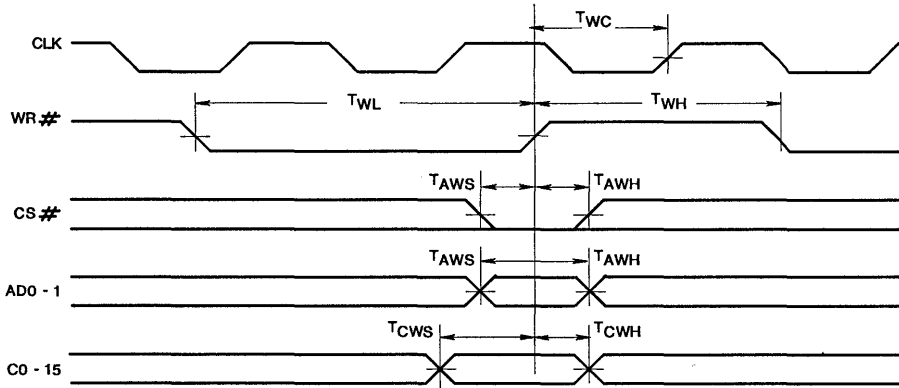 T_WC
CLK
T_WL T_WH
WR#
T_AWS T_AWH
CS#
T_AWS T_AWH
AD0 - 1
T_CWS T_CWH
C0 - 15